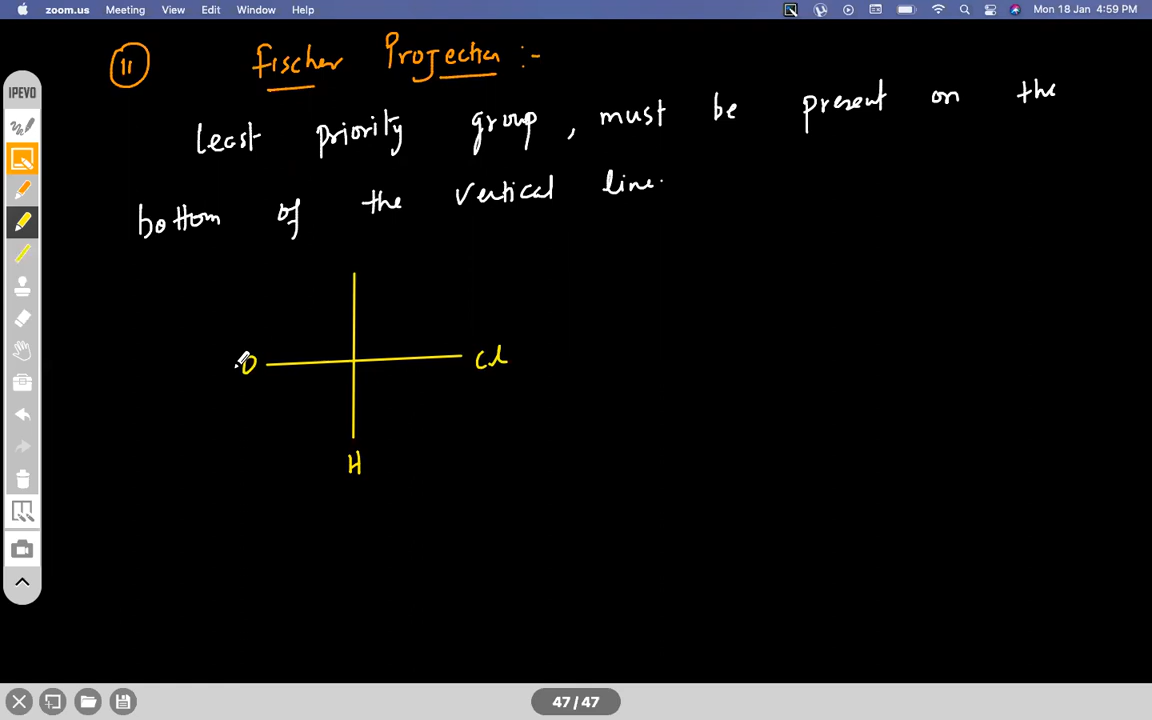 zoom.us Meeting View Edit Window Help Mon 18 Jan 4:59 PM
IPEVO
11 Fischer Projection :-
least priority group, must be present on the
bottom of the vertical line.
O Cl
H
47/47